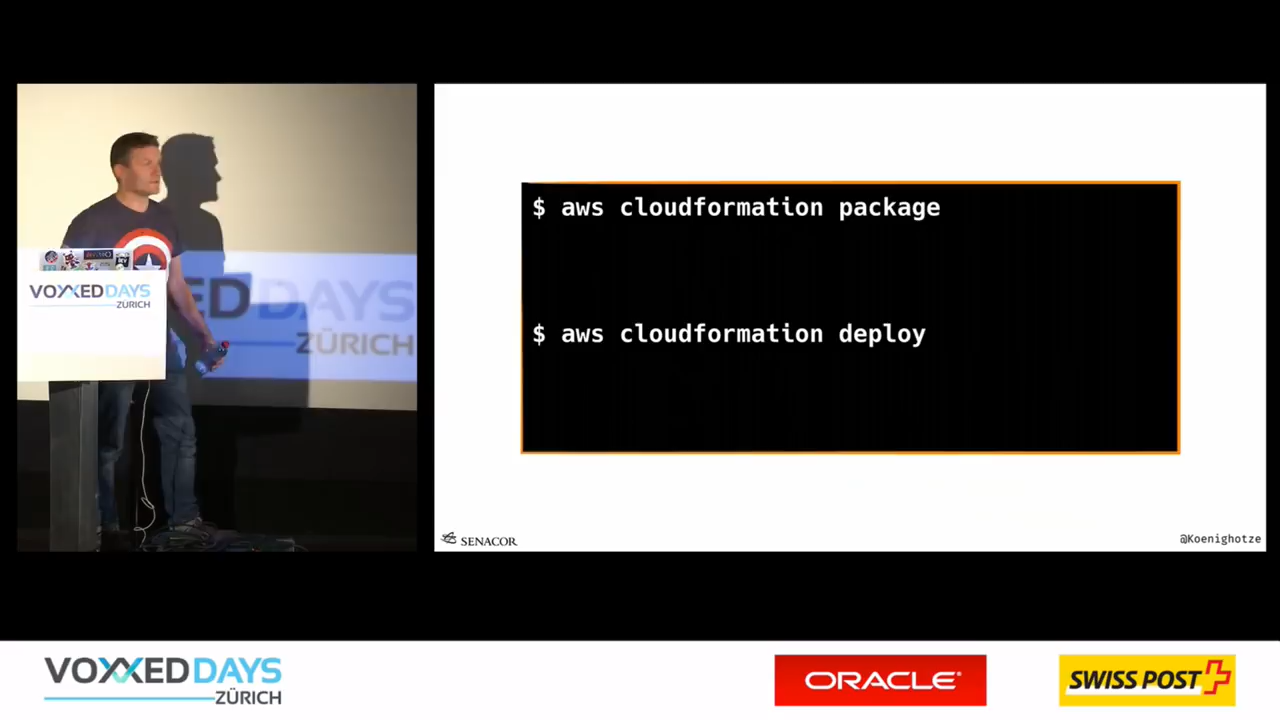 VOXXED DAYS
ZÜRICH
ED DAYS
ZÜRICH
$ aws cloudformation package
$ aws cloudformation deploy
SENACOR
@Koenighotze
VOXXED DAYS
ZÜRICH
ORACLE®
SWISS POST